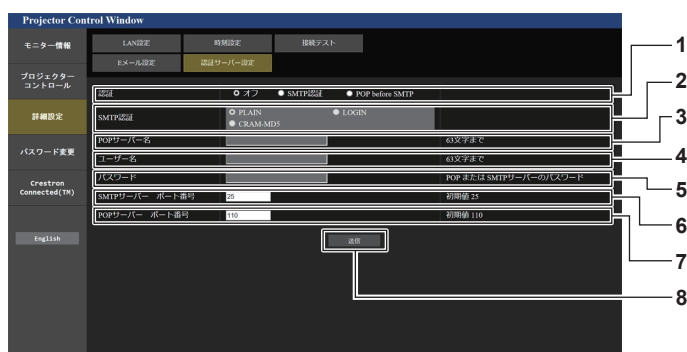 Projector Control Window
モニター情報
プロジェクター
コントロール
詳細設定
パスワード変更
Crestron
Connected(TM)
English
LAN設定 時刻設定 接続テスト
Eメール設定 認証サーバー設定
認証 オフ SMTP認証 POP before SMTP
SMTP認証 PLAIN LOGIN
CRAM-MD5
POPサーバー名 63文字まで
ユーザー名 63文字まで
パスワード POP または SMTPサーバーのパスワード
SMTPサーバー ポート番号 25 初期値 25
POPサーバー ポート番号 110 初期値 110
送信
1
2
3
4
5
6
7
8